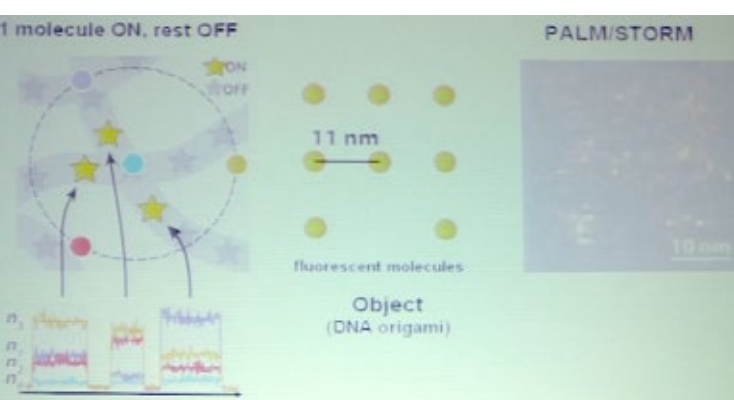 1 molecule ON, rest OFF
PALM/STORM
ON
OFF
11 nm
10 nm
fluorescent molecules
Object
(DNA origami)
n
n
n
n